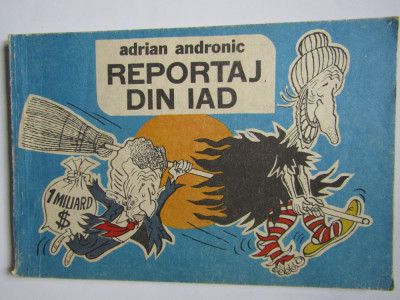 adrian andronic
REPORTAJ
DIN IAD
1 MILIARD
$